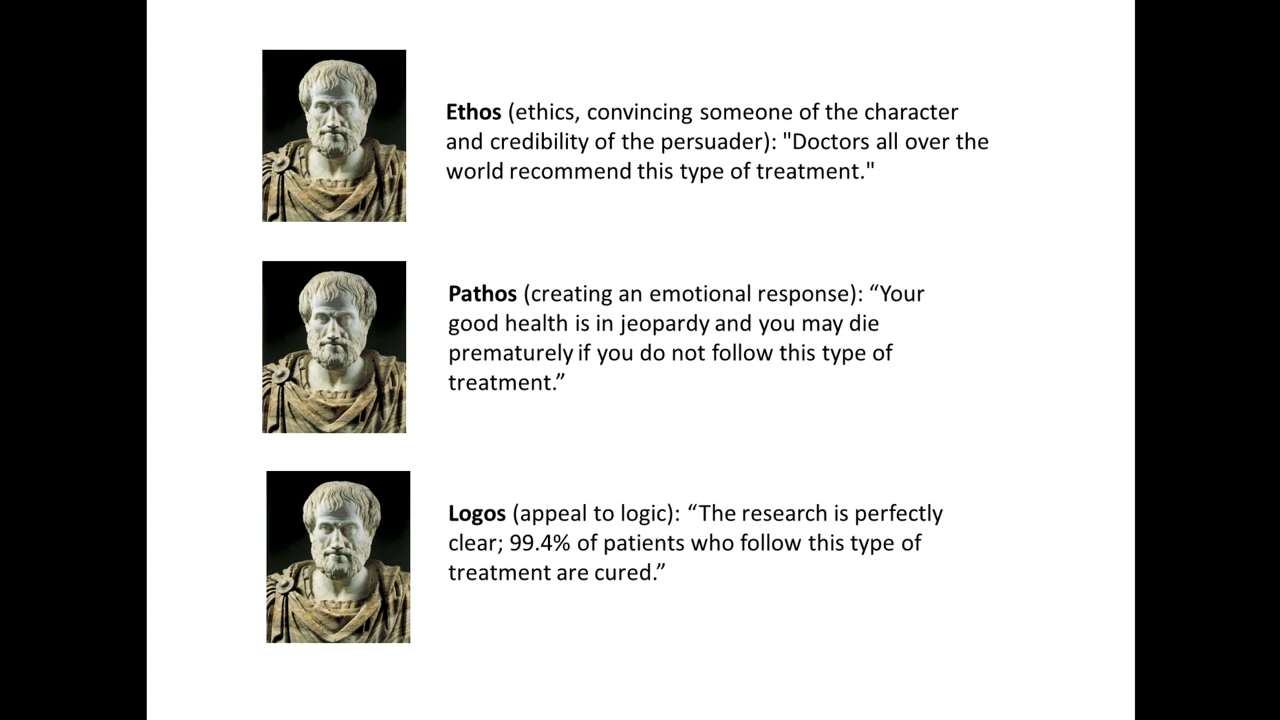 Ethos (ethics, convincing someone of the character
and credibility of the persuader): "Doctors all over the
world recommend this type of treatment."
Pathos (creating an emotional response): “Your
good health is in jeopardy and you may die
prematurely if you do not follow this type of
treatment.”
Logos (appeal to logic): “The research is perfectly
clear; 99.4% of patients who follow this type of
treatment are cured.”